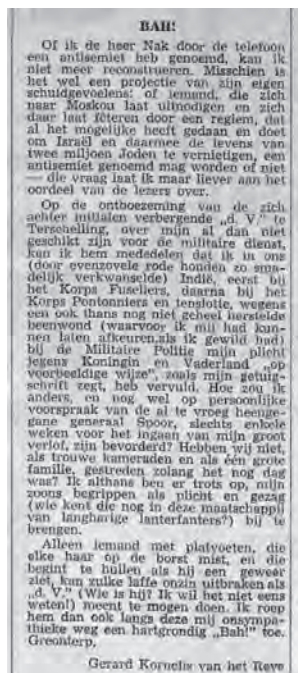 BAH!
Of ik de heer Nak door de telefoon
een antisemiet heb genoemd, kan ik
niet meer reconstrueren. Misschien is
het wel een projectie van zijn eigen
schuldgevoelens: of iemand, die zich
naar Moskou laat uitnodigen en zich
daar laat fêteren door een regiem, dat
al het mogelijke heeft gedaan en doet
om Israël en daarmee de levens van
twee miljoen Joden te vernietigen, een
antisemiet genoemd mag worden of niet
— die vraag laat ik maar liever aan het
oordeel van de lezers over.
Op de ontboezeming van de zich
achter initialen verbergende „d. V." te
Terschelling, over mijn al dan niet
geschikt zijn voor de militaire dienst,
kan ik hem mededelen dat ik in ons
(door evenzovele rode honden zo sma-
delijk verkwanselde) Indië, eerst bij
het Korps Fuseliers, daarna bij het
Korps Pontonniers en tenslotte, wegens
een ook thans nog niet geheel herstelde
beenwond (waarvoor ik mij had kun-
nen laten afkeuren,als ik gewild had)
bij de Militaire Politie mijn plicht
jegens Koningin en Vaderland „op
voorbeeldige wijze", zoals mijn getuig-
schrift zegt, heb vervuld. Hoe zou ik
anders, en nog wel op persoonlijke
voorspraak van de al te vroeg heenge-
gane generaal Spoor, slechts enkele
weken voor het ingaan van mijn groot
verlof, zijn bevorderd? Hebben wij niet,
als trouwe kameraden en als één grote
familie, gestreden zolang het nog dag
was? Ik althans ben er trots op, mijn
zoons begrippen als plicht en gezag
(wie kent die nog in deze maatschappij
van langharige lanterfanters?) bij te
brengen.
Alleen iemand met platvoeten, die
elke haar op de borst mist, en die
begint te huilen als hij een geweer
ziet, kan zulke laffe onzin uitbraken als
„d. V." (Wie is hij? Ik wil het niet eens
weten!) meent te mogen doen. Ik roep
hem dan ook langs deze mij onsympa-
thieke weg een hartgrondig „Bah!" toe.
Greonterp.
Gerard Kornelis van het Reve